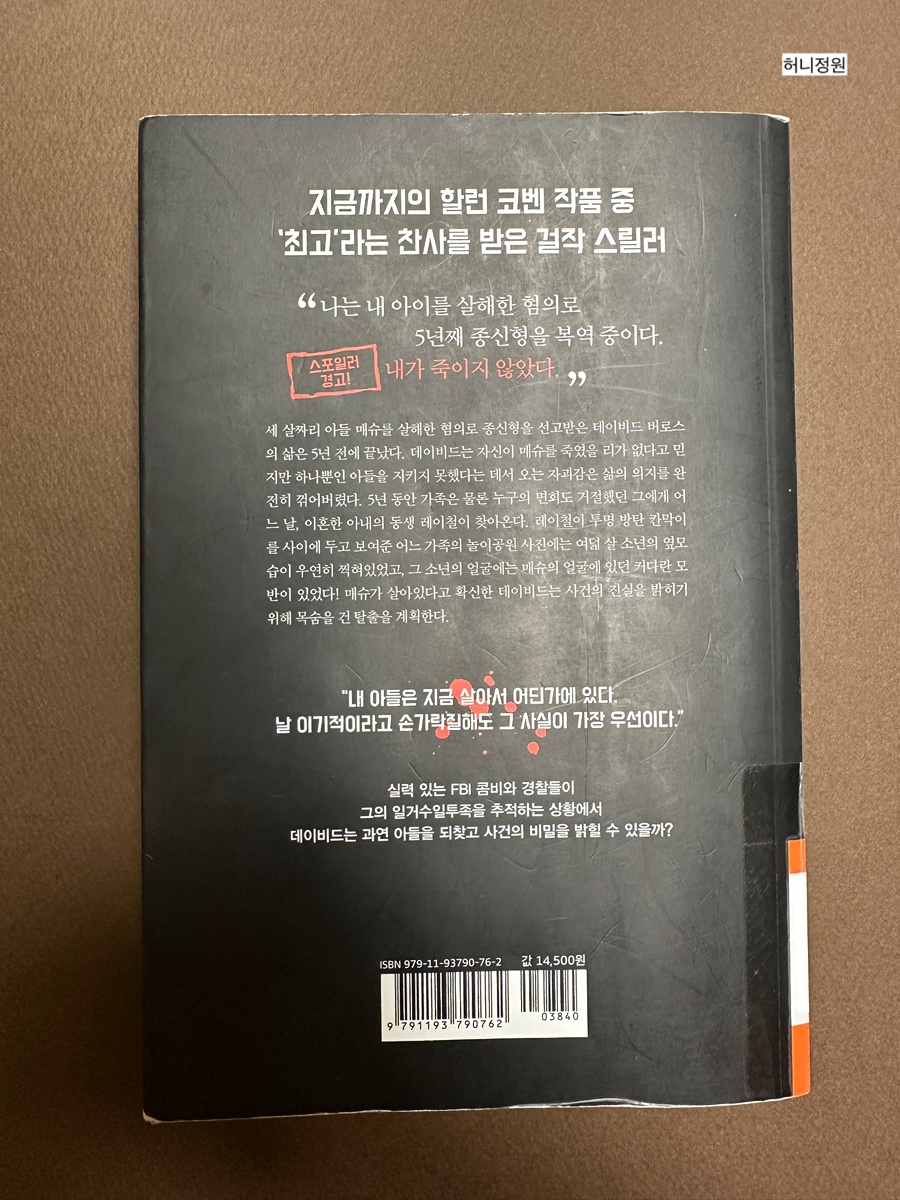 허니정원
지금까지의 할런 코벤 작품 중
‘최고’라는 찬사를 받은 걸작 스릴러
“나는 내 아이를 살해한 혐의로
5년째 종신형을 복역 중이다.
스포일러
경고!
내가 죽이지 않았다.”
세 살짜리 아들 매슈를 살해한 혐의로 종신형을 선고받은 데이비드 버로스
의 삶은 5년 전에 끝났다. 데이비드는 자신이 매슈를 죽였을 리가 없다고 믿
지만 하나뿐인 아들을 지키지 못했다는 데서 오는 자괴감은 삶의 의지를 완
전히 꺾어버렸다. 5년 동안 가족은 물론 누구의 면회도 거절했던 그에게 어
느 날, 이혼한 아내의 동생 레이철이 찾아온다. 레이철이 투명 방탄 칸막이
를 사이에 두고 보여준 어느 가족의 놀이공원 사진에는 여덟 살 소년의 옆모
습이 우연히 찍혀있었고, 그 소년의 얼굴에는 매슈의 얼굴에 있던 커다란 모
반이 있었다! 매슈가 살아있다고 확신한 데이비드는 사건의 진실을 밝히기
위해 목숨을 건 탈출을 계획한다.
"내 아들은 지금 살아서 어딘가에 있다.
날 이기적이라고 손가락질해도 그 사실이 가장 우선이다."
실력 있는 FBI 콤비와 경찰들이
그의 일거수일투족을 추적하는 상황에서
데이비드는 과연 아들을 되찾고 사건의 비밀을 밝힐 수 있을까?
ISBN 979-11-93790-76-2 값 14,500원
03840
9 791193 790762